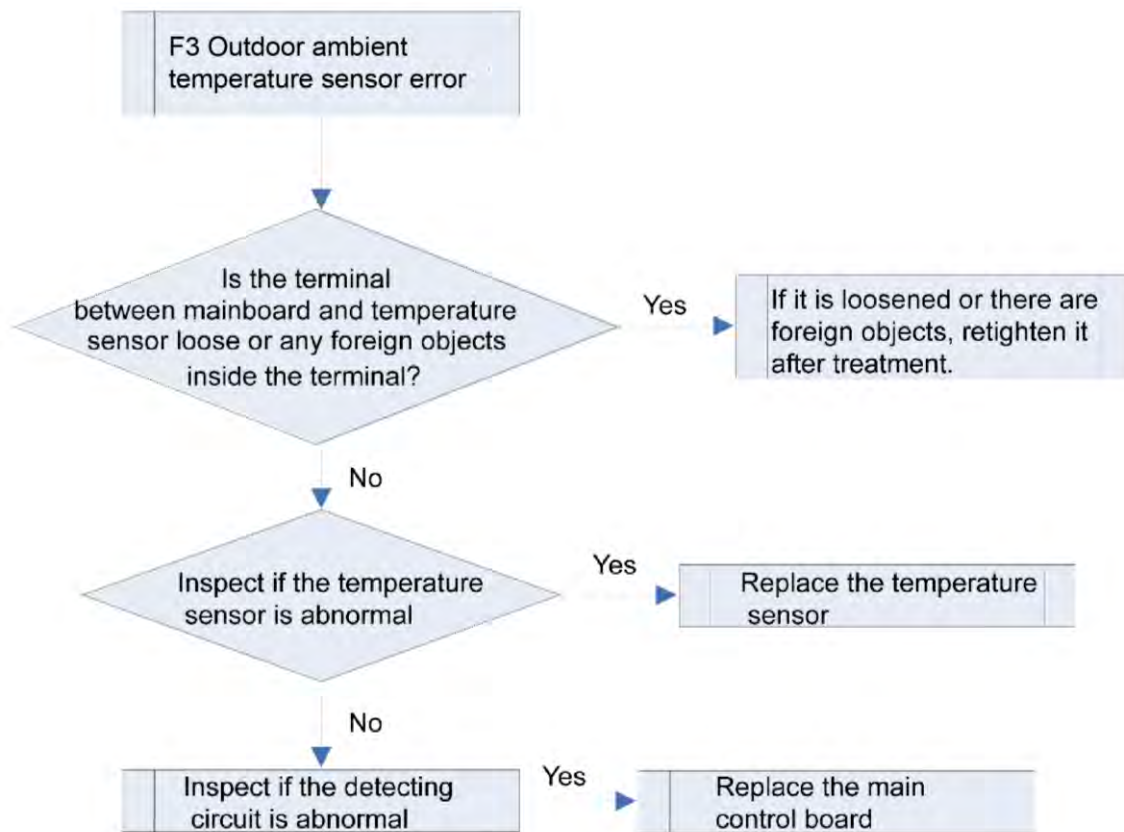 F3 Outdoor ambient
temperature sensor error
Is the terminal
between mainboard and temperature
sensor loose or any foreign objects
inside the terminal?
Yes
If it is loosened or there are
foreign objects, retighten it
after treatment.
No
Inspect if the temperature
sensor is abnormal
Yes
Replace the temperature
sensor
No
Inspect if the detecting
circuit is abnormal
Yes
Replace the main
control board